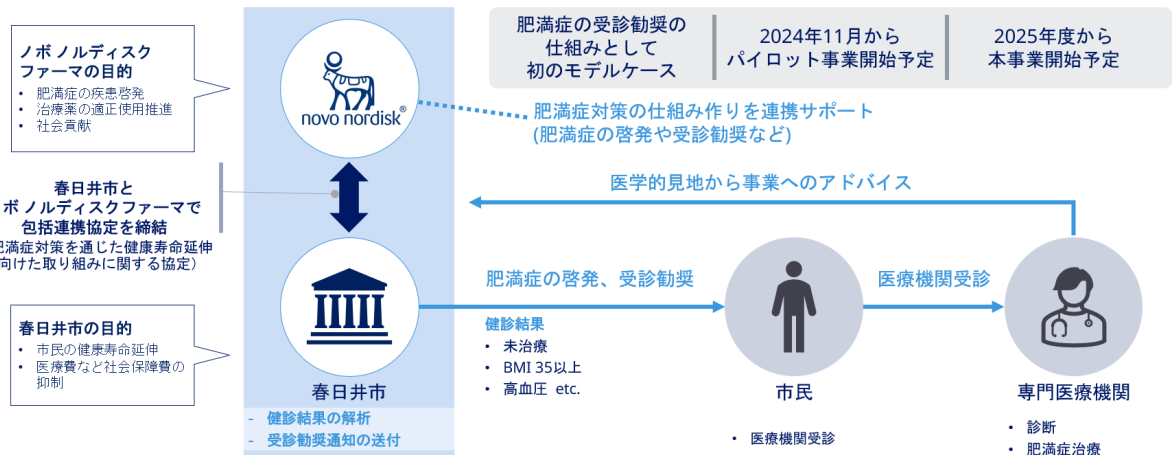 ノボ ノルディスク
ファーマの目的
• 肥満症の疾患啓発
• 治療薬の適正使用推進
• 社会貢献
novo nordisk®
肥満症の受診勧奨の
仕組みとして
初のモデルケース
2024年11月から
パイロット事業開始予定
2025年度から
本事業開始予定
肥満症対策の仕組み作りを連携サポート
(肥満症の啓発や受診勧奨など)
医学的見地から事業へのアドバイス
春日井市と
ボ ノルディスクファーマで
包括連携協定を締結
満症対策を通じた健康寿命延伸
向けた取り組みに関する協定）
春日井市の目的
• 市民の健康寿命延伸
• 医療費など社会保障費の
抑制
春日井市
- 健診結果の解析
- 受診勧奨通知の送付
肥満症の啓発、受診勧奨
健診結果
• 未治療
• BMI 35以上
• 高血圧 etc.
市民
• 医療機関受診
医療機関受診
専門医療機関
• 診断
• 肥満症治療